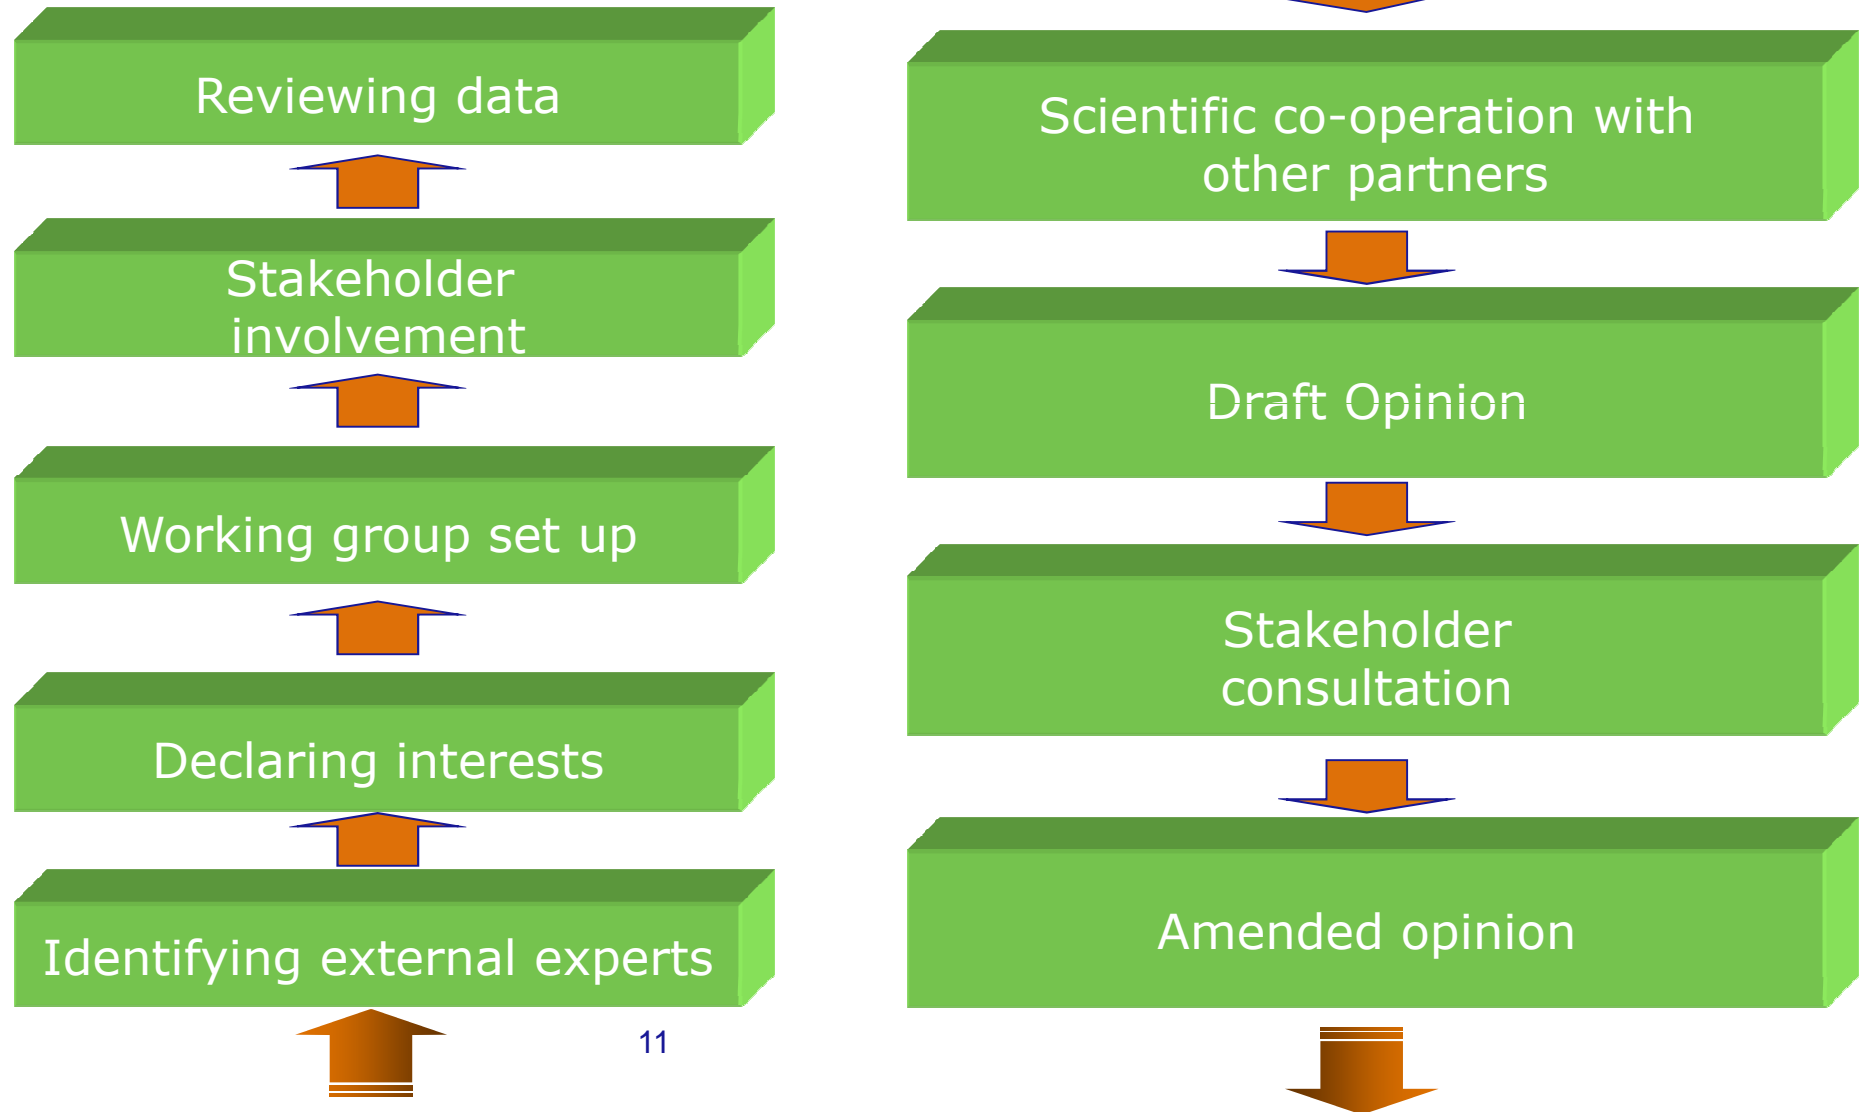 Reviewing data
Stakeholder
involvement
Working group set up
Declaring interests
Identifying external experts
11
Scientific co-operation with
other partners
Draft Opinion
Stakeholder
consultation
Amended opinion